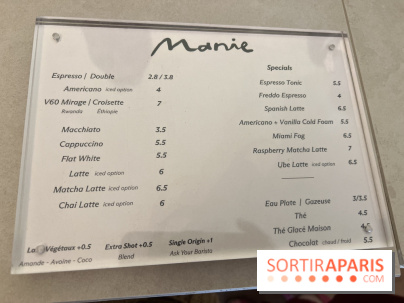 Manie
Espresso | Double 2.8 / 3.8
Americano iced option 4
V60 Mirage / Croisette 7
Rwanda Éthiopie
Macchiato 3.5
Cappuccino 5.5
Flat White 5.5
Latte iced option 6
Matcha Latte iced option 6.5
Chai Latte iced option 6
Végétaux +0.5
Amande - Avoine - Coco
Extra Shot +0.5
Blend
Single Origin +1
Ask Your Barista
Specials
Espresso Tonic 5.5
Freddo Espresso 4
Spanish Latte 6.5
Americano + Vanilla Cold Foam 5.5
Miami Fog 6.5
Raspberry Matcha Latte 7
Ube Latte iced option 6.5
Eau Plate | Gazeuse 3/3.5
Thé 4.5
Thé Glacé Maison 4.5
Chocolat chaud / froid 5.5
SORTIRAPARIS
.COM